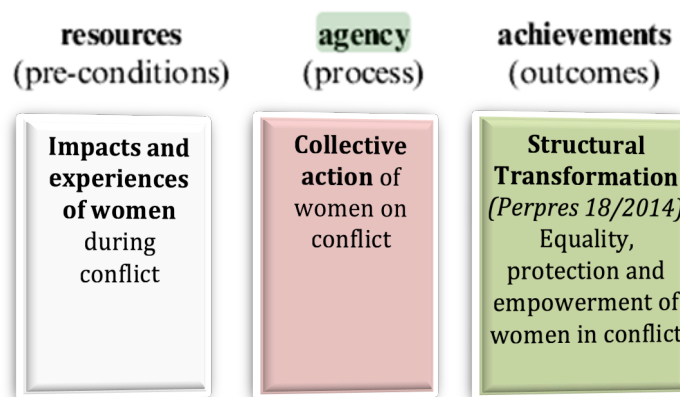 resources
(pre-conditions)
agency
(process)
achievements
(outcomes)
Impacts and
experiences
of women
during
conflict
Collective
action of
women on
conflict
Structural
Transformation
(Perpres 18/2014)
Equality,
protection and
empowerment of
women in conflict